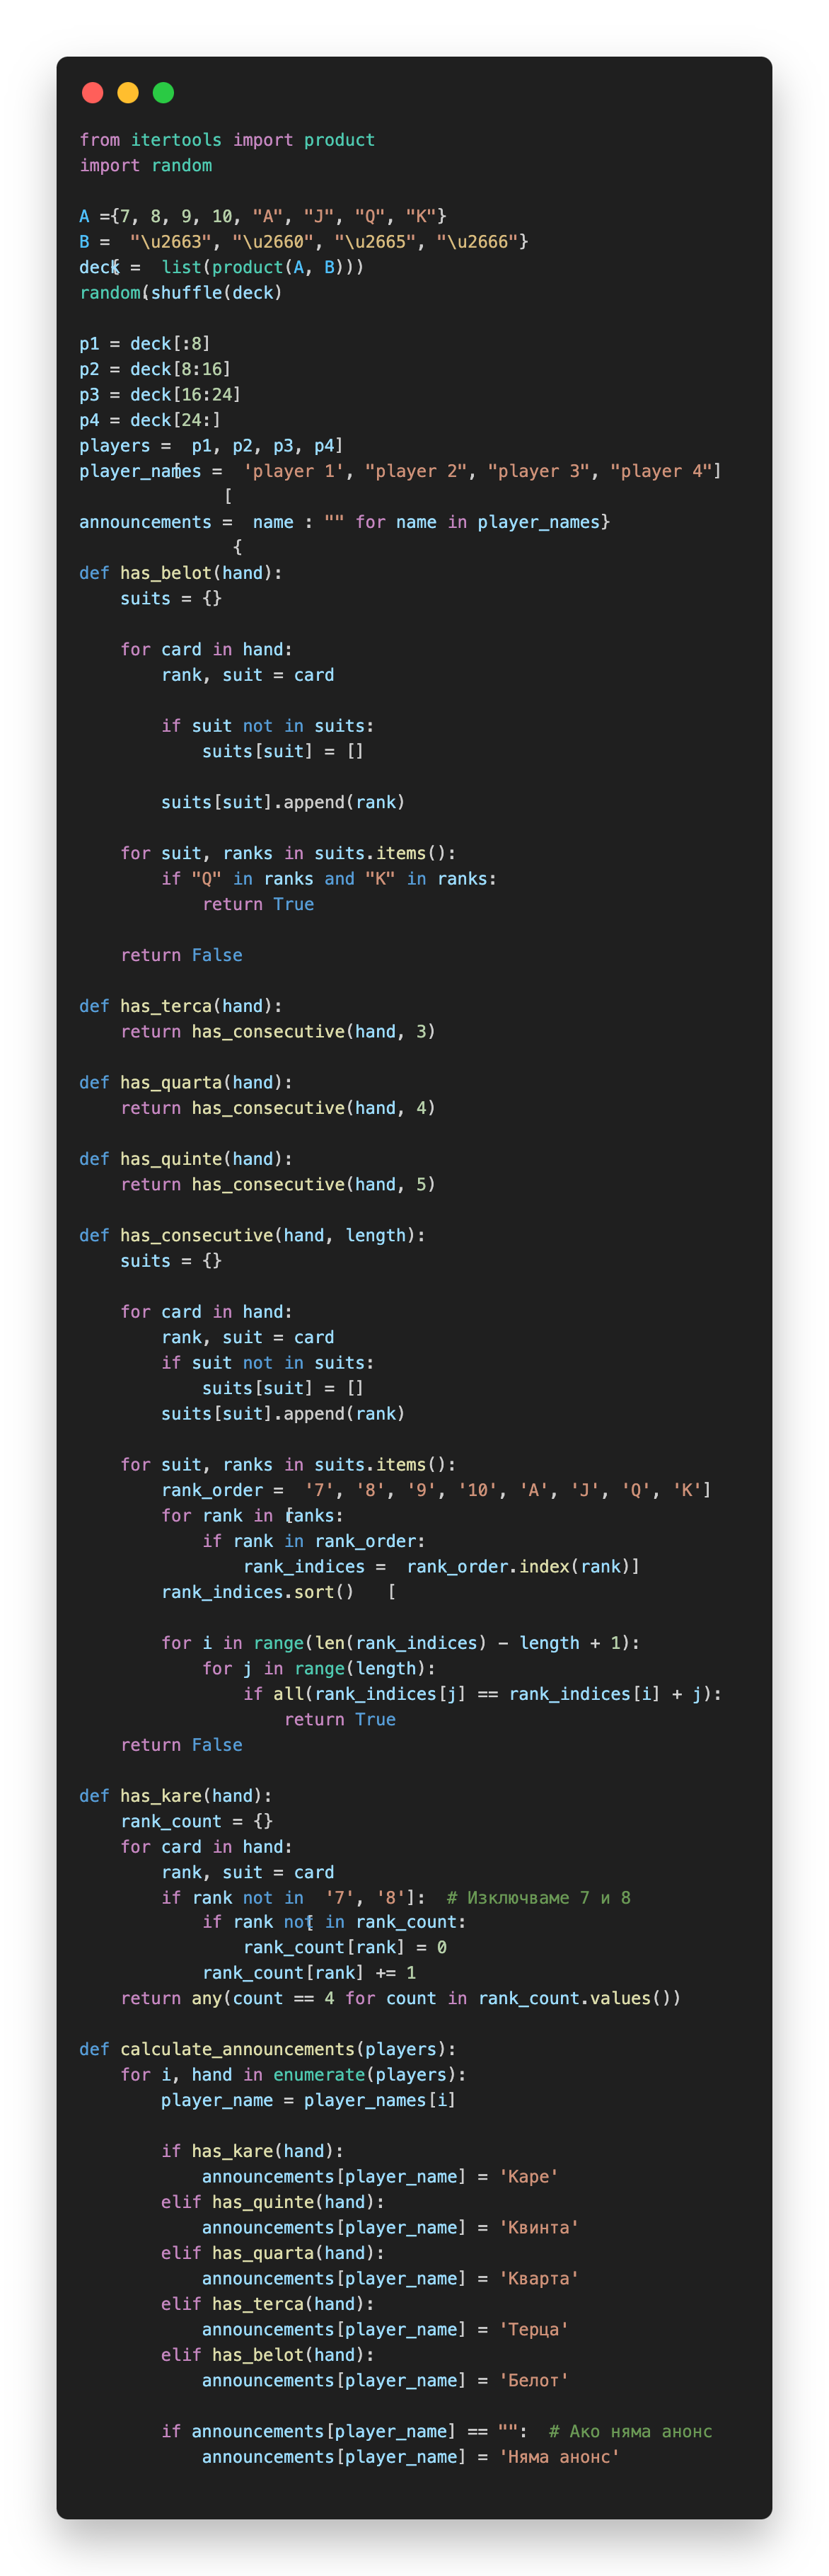 from itertools import product
import random
A ={7, 8, 9, 10, "A", "J", "Q", "K"}
B =  "\u2663", "\u2660", "\u2665", "\u2666"}
deck =  list(product(A, B)))
random.shuffle(deck)
p1 = deck[:8]
p2 = deck[8:16]
p3 = deck[16:24]
p4 = deck[24:]
players =  p1, p2, p3, p4]
player_names =  'player 1', "player 2", "player 3", "player 4"]
[
announcements =  name : "" for name in player_names}
{
def has_belot(hand):
    suits = {}
    for card in hand:
        rank, suit = card
        if suit not in suits:
            suits[suit] = []
        suits[suit].append(rank)
    for suit, ranks in suits.items():
        if "Q" in ranks and "K" in ranks:
            return True
    return False
def has_terca(hand):
    return has_consecutive(hand, 3)
def has_quarta(hand):
    return has_consecutive(hand, 4)
def has_quinte(hand):
    return has_consecutive(hand, 5)
def has_consecutive(hand, length):
    suits = {}
    for card in hand:
        rank, suit = card
        if suit not in suits:
            suits[suit] = []
        suits[suit].append(rank)
    for suit, ranks in suits.items():
        rank_order =  '7', '8', '9', '10', 'A', 'J', 'Q', 'K']
        for rank in ranks:
            if rank in rank_order:
                rank_indices =  rank_order.index(rank)]
        rank_indices.sort()   [
        for i in range(len(rank_indices) - length + 1):
            for j in range(length):
                if all(rank_indices[j] == rank_indices[i] + j):
                    return True
    return False
def has_kare(hand):
    rank_count = {}
    for card in hand:
        rank, suit = card
        if rank not in  '7', '8']:  # Изключваме 7 и 8
            if rank not in rank_count:
                rank_count[rank] = 0
            rank_count[rank] += 1
    return any(count == 4 for count in rank_count.values())
def calculate_announcements(players):
    for i, hand in enumerate(players):
        player_name = player_names[i]
        if has_kare(hand):
            announcements[player_name] = 'Каре'
        elif has_quinte(hand):
            announcements[player_name] = 'Квинта'
        elif has_quarta(hand):
            announcements[player_name] = 'Кварта'
        elif has_terca(hand):
            announcements[player_name] = 'Терца'
        elif has_belot(hand):
            announcements[player_name] = 'Белот'
        if announcements[player_name] == "":  # Ако няма анонс
            announcements[player_name] = 'Няма анонс'